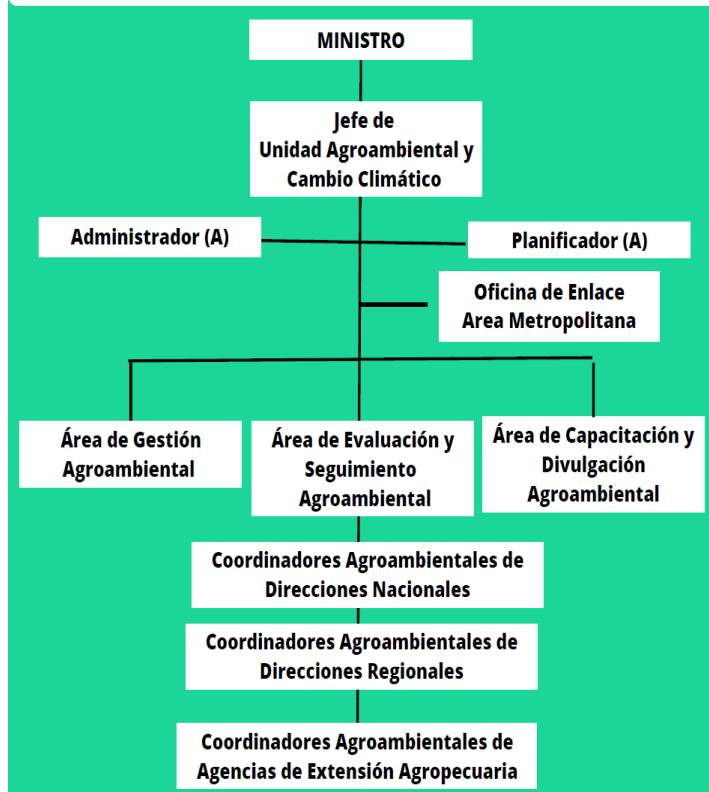 MINISTRO
Jefe de
Unidad Agroambiental y
Cambio Climático
Administrador (A)
Planificador (A)
Oficina de Enlace
Area Metropolitana
Área de Gestión
Agroambiental
Área de Evaluación y
Seguimiento
Agroambiental
Área de Capacitación y
Divulgación
Agroambiental
Coordinadores Agroambientales de
Direcciones Nacionales
Coordinadores Agroambientales de
Direcciones Regionales
Coordinadores Agroambientales de
Agencias de Extensión Agropecuaria